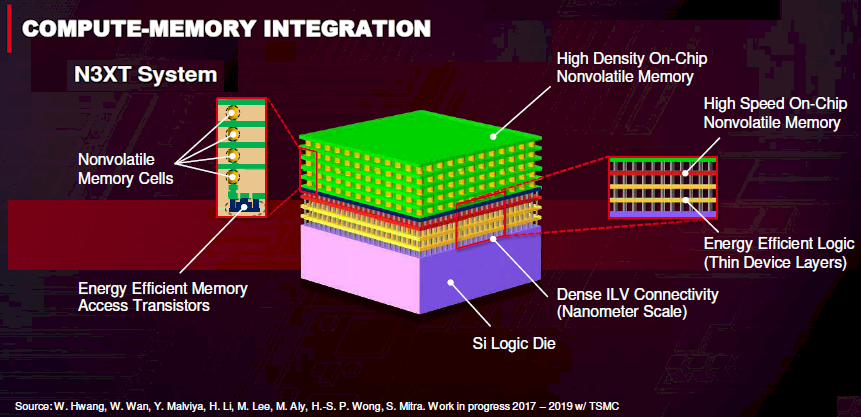 COMPUTE-MEMORY INTEGRATION
N3XT System
High Density On-Chip
Nonvolatile Memory
High Speed On-Chip
Nonvolatile Memory
Nonvolatile
Memory Cells
Energy Efficient Logic
(Thin Device Layers)
Energy Efficient Memory
Access Transistors
Dense ILV Connectivity
(Nanometer Scale)
Si Logic Die
Source: W. Hwang, W. Wan, Y. Malviya, H. Li, M. Lee, M. Aly, H.-S. P. Wong, S. Mitra. Work in progress 2017 – 2019 w/ TSMC